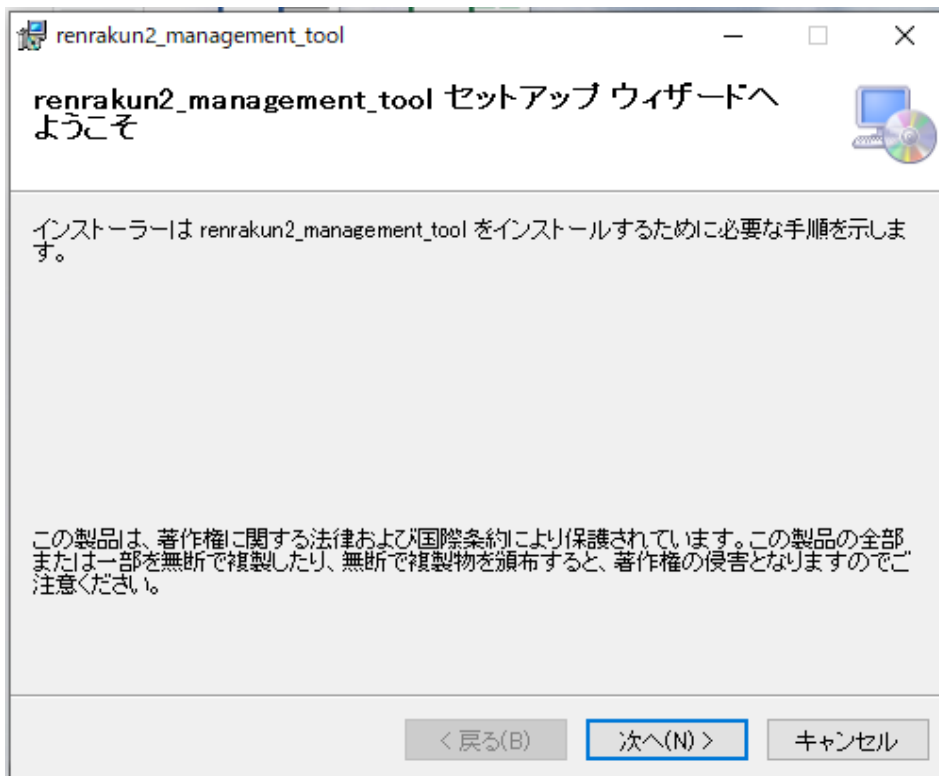 renrakun2_management_tool
renrakun2_management_tool セットアップ ウィザードへ
ようこそ
インストーラーは renrakun2_management_tool をインストールするために必要な手順を示しま
す。
この製品は、著作権に関する法律および国際条約により保護されています。この製品の全部
または一部を無断で複製したり、無断で複製物を頒布すると、著作権の侵害となりますのでご
注意ください。
< 戻る(B)
次へ(N) >
キャンセル